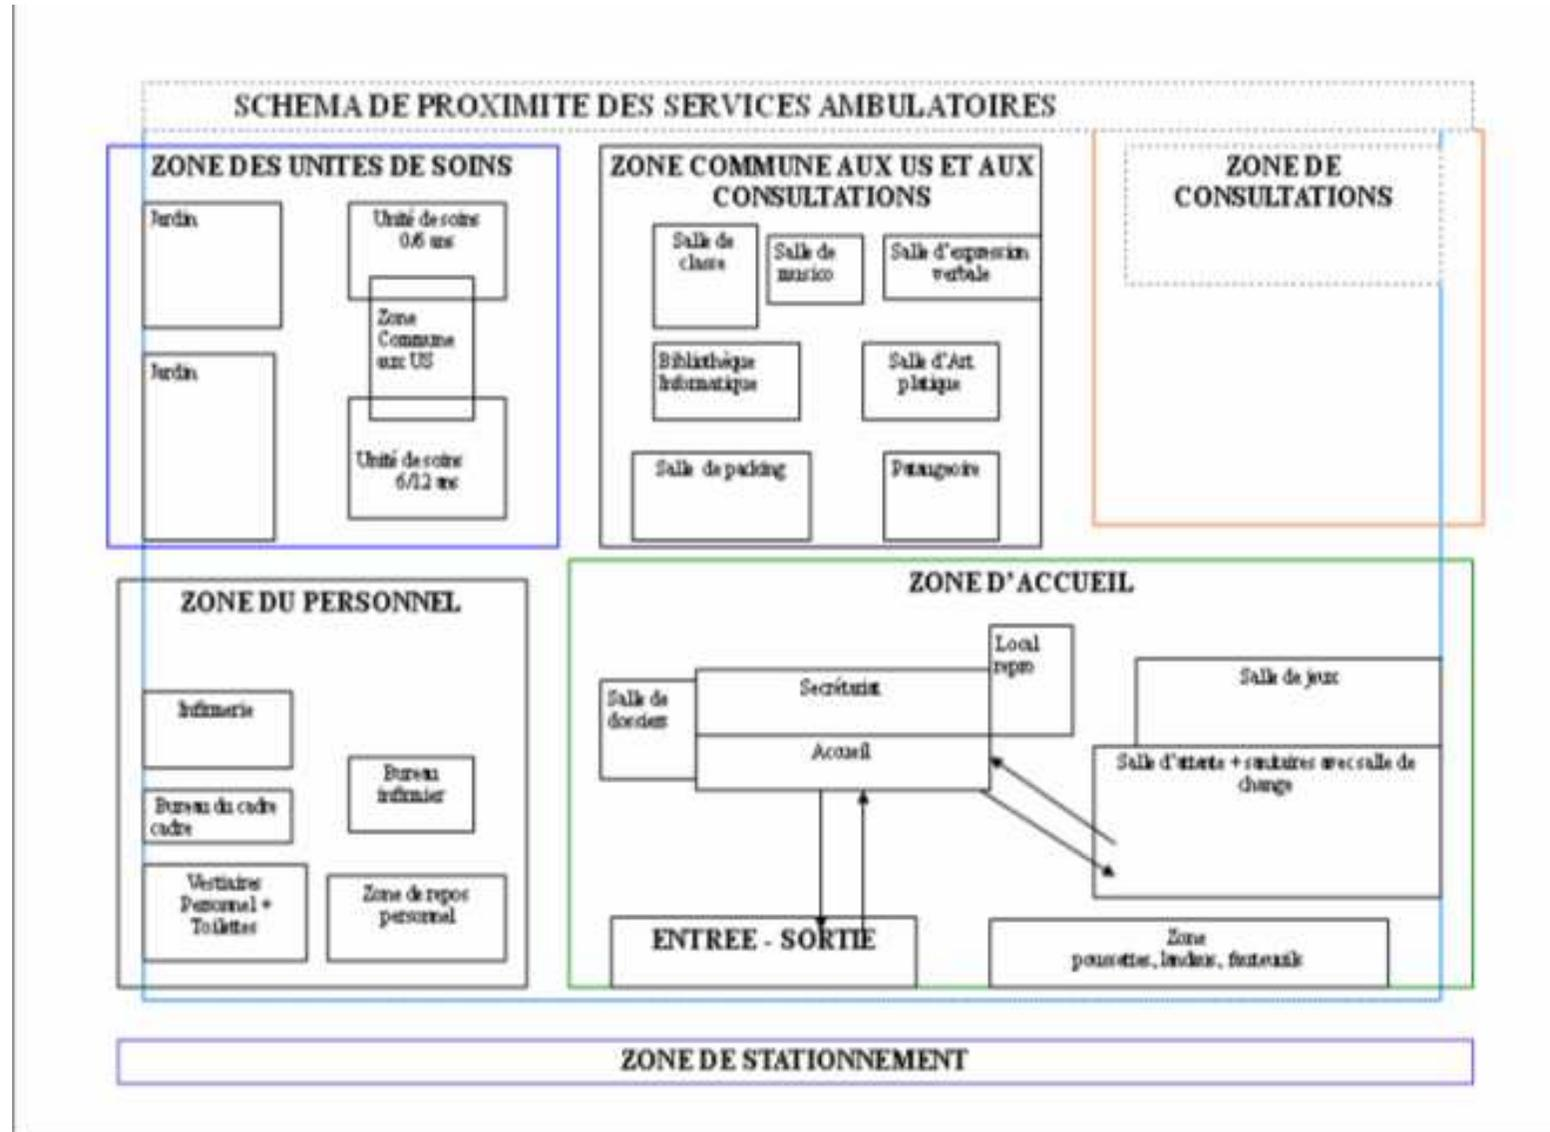 SCHEMA DE PROXIMITE DES SERVICES AMBULATOIRES
ZONE DES UNITES DE SOINS
Jardin
Unité de soins
0/6 ans
Zone
Commune
aux US
Jardin
Unité de soins
6/12 ans
ZONE COMMUNE AUX US ET AUX
CONSULTATIONS
Salle de
classe
Salle de
musico
Salle d'expression
verbale
Bibliothèque
Informatique
Salle d'Art
platique
Salle de packing
Pataugeoire
ZONE DE
CONSULTATIONS
ZONE DU PERSONNEL
Infirmerie
Bureau
infirmier
Bureau du cadre
cadre
Vestiaires
Personnel +
Toilettes
Zone de repos
personnel
ZONE D'ACCUEIL
Local
repro
Secrétariat
Salle de
dossiers
Accueil
Salle de jeux
Salle d'attente + sanitaires avec salle de
change
ENTREE - SORTIE
Zone
poussettes, landaus, fauteuils
ZONE DE STATIONNEMENT